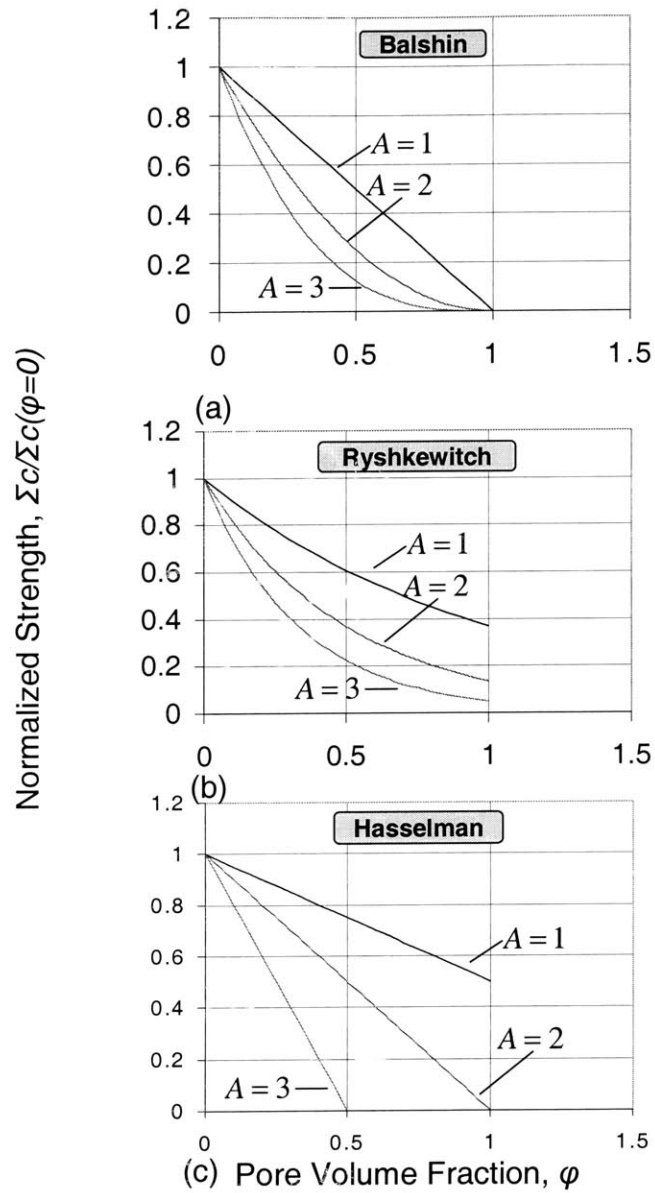 Normalized Strength, Σc/Σc(φ=0)
1.2
Balshin
1
0.8
A = 1
0.6
A = 2
0.4
0.2
A = 3
0
0 0.5 1 1.5
(a)
1.2
Ryshkewitch
1
0.8
A = 1
0.6
A = 2
0.4
0.2
A = 3
0
0 0.5 1 1.5
(b)
1.2
Hasselman
1
0.8
A = 1
0.6
0.4
A = 2
0.2
A = 3
0
0 0.5 1 1.5
(c) Pore Volume Fraction, φ